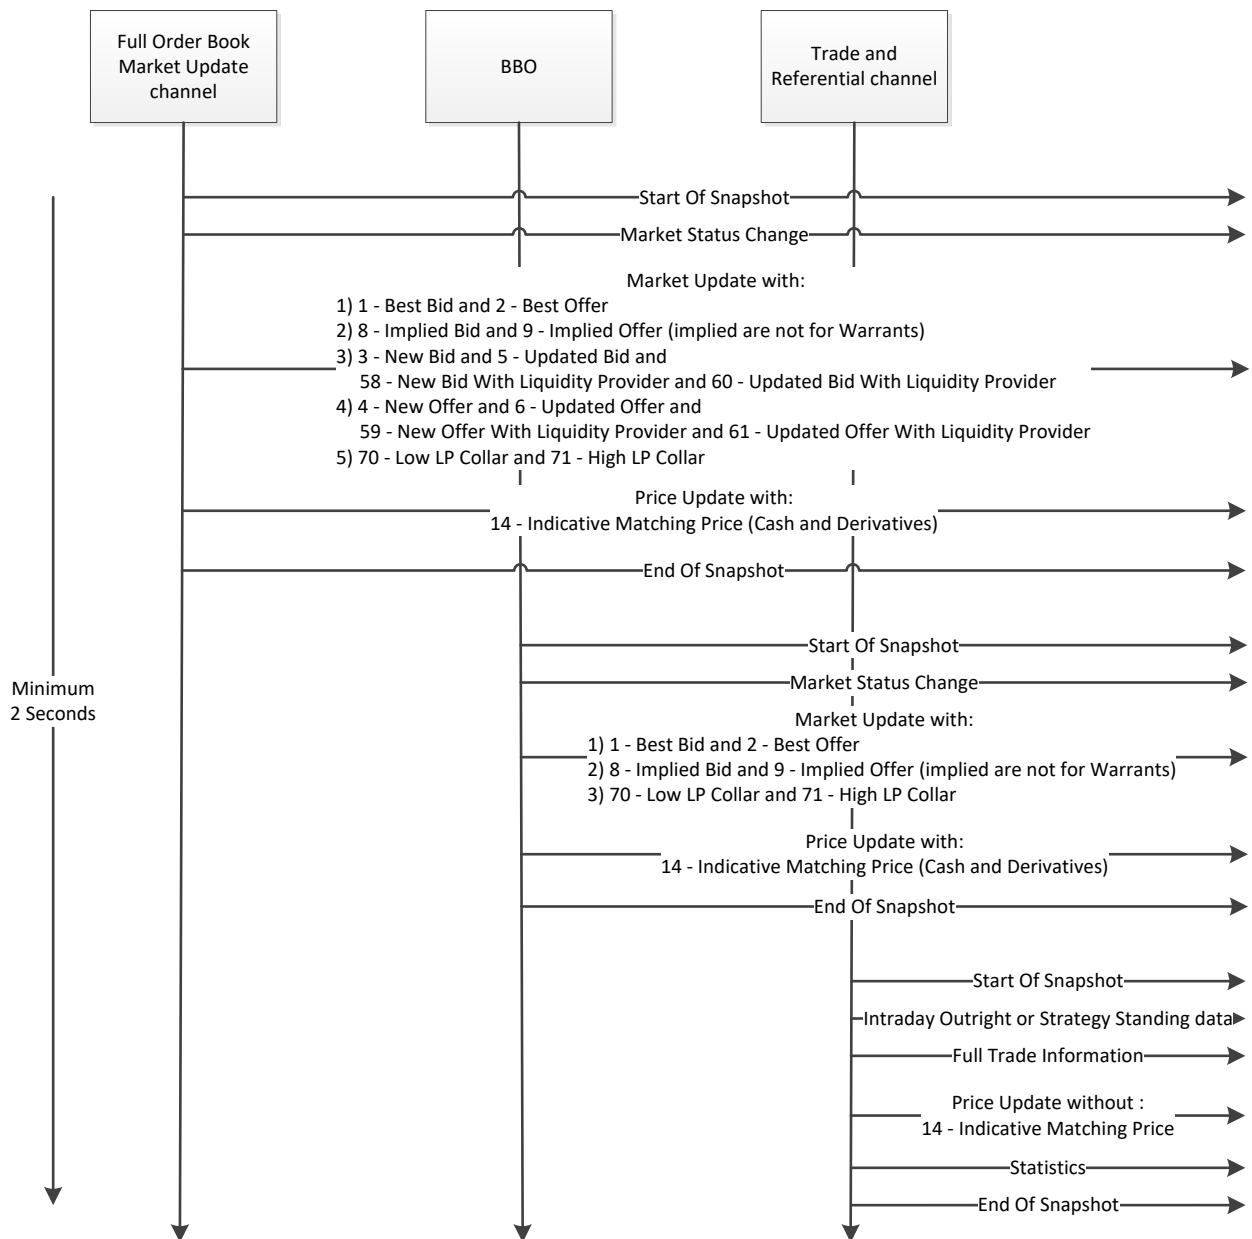 Full Order Book
Market Update
channel
BBO
Trade and
Referential channel
Start Of Snapshot
Market Status Change
Market Update with:
1) 1 - Best Bid and 2 - Best Offer
2) 8 - Implied Bid and 9 - Implied Offer (implied are not for Warrants)
3) 3 - New Bid and 5 - Updated Bid and
58 - New Bid With Liquidity Provider and 60 - Updated Bid With Liquidity Provider
4) 4 - New Offer and 6 - Updated Offer and
59 - New Offer With Liquidity Provider and 61 - Updated Offer With Liquidity Provider
5) 70 - Low LP Collar and 71 - High LP Collar
Price Update with:
14 - Indicative Matching Price (Cash and Derivatives)
End Of Snapshot
Minimum
2 Seconds
Start Of Snapshot
Market Status Change
Market Update with:
1) 1 - Best Bid and 2 - Best Offer
2) 8 - Implied Bid and 9 - Implied Offer (implied are not for Warrants)
3) 70 - Low LP Collar and 71 - High LP Collar
Price Update with:
14 - Indicative Matching Price (Cash and Derivatives)
End Of Snapshot
Start Of Snapshot
Intraday Outright or Strategy Standing data
Full Trade Information
Price Update without :
14 - Indicative Matching Price
Statistics
End Of Snapshot